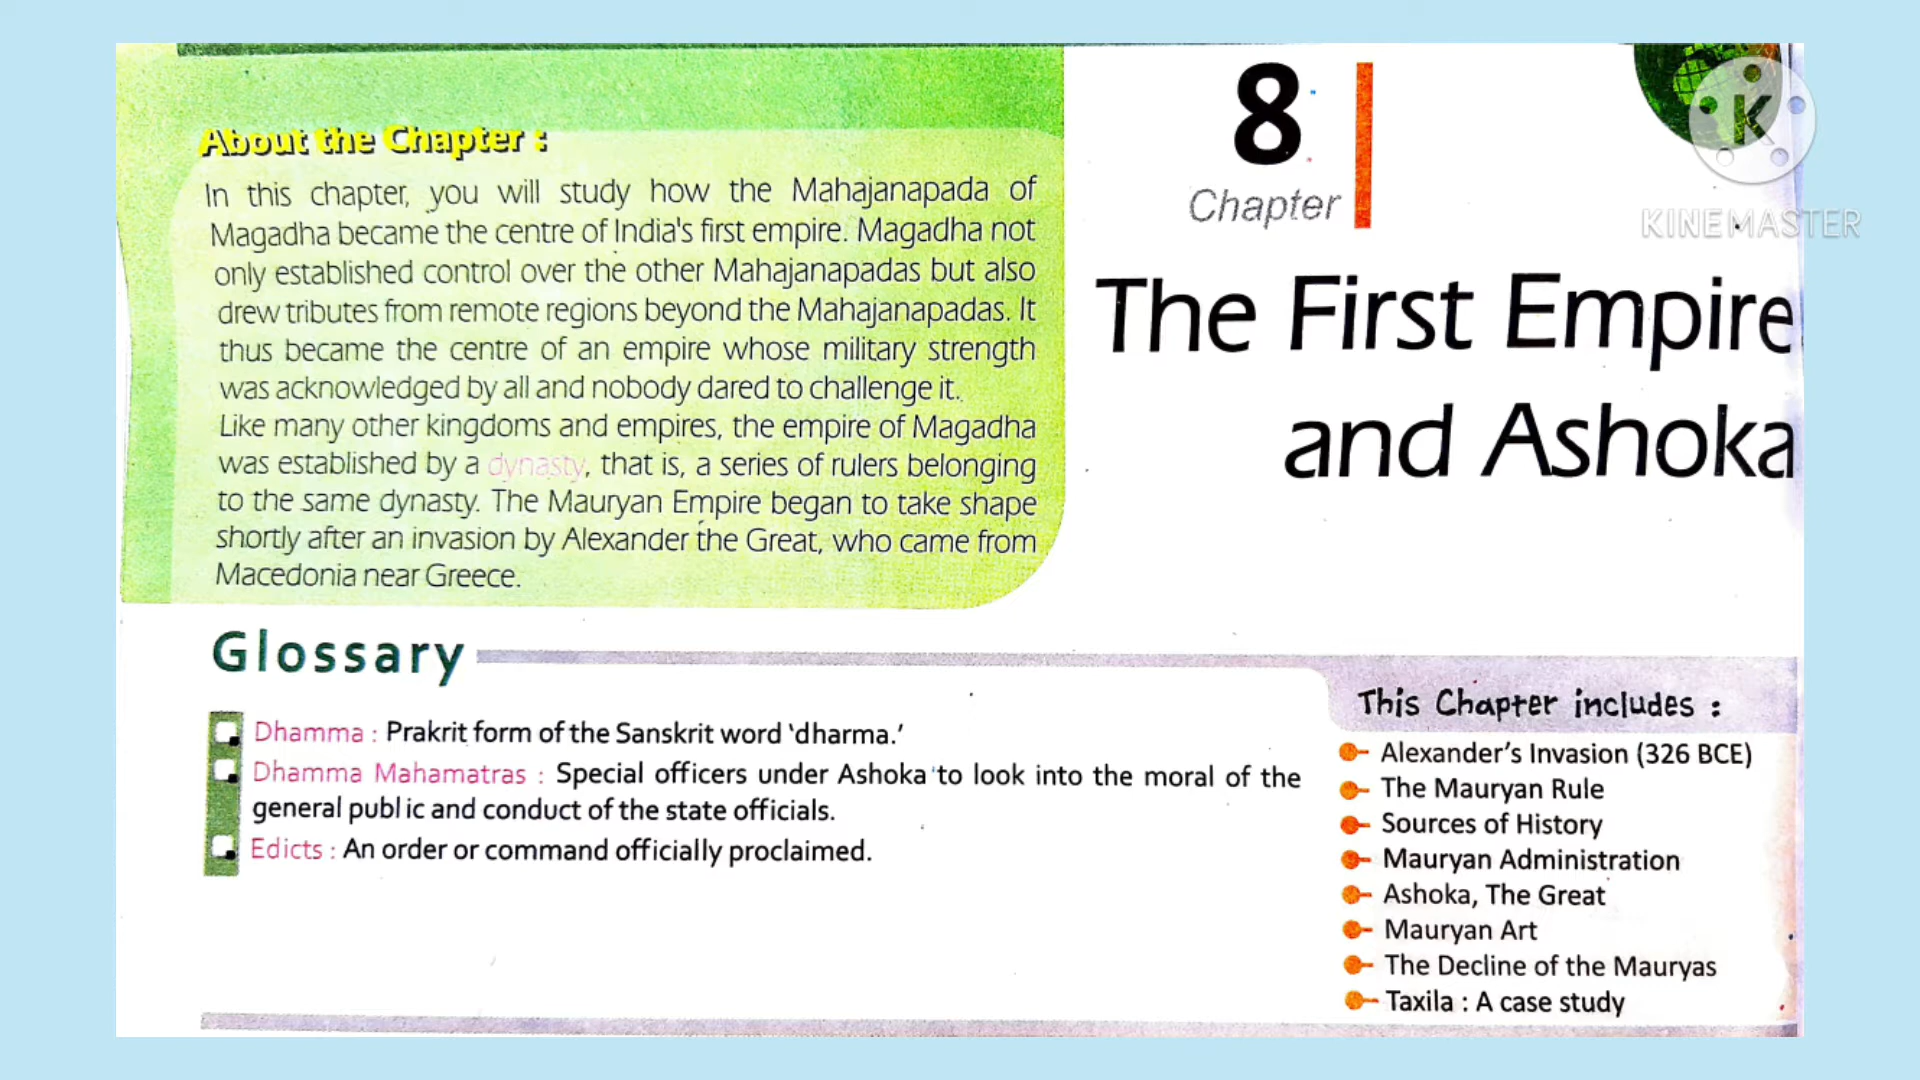 About the Chapter :
In this chapter, you will study how the Mahajanapada of
Magadha became the centre of India's first empire. Magadha not
only established control over the other Mahajanapadas but also
drew tributes from remote regions beyond the Mahajanapadas. It
thus became the centre of an empire whose military strength
was acknowledged by all and nobody dared to challenge it.
Like many other kingdoms and empires, the empire of Magadha
was established by a dynasty, that is, a series of rulers belonging
to the same dynasty. The Mauryan Empire began to take shape
shortly after an invasion by Alexander the Great, who came from
Macedonia near Greece.
8
Chapter
The First Empire
and Ashoka
K
KINEMASTER
Glossary
Dhamma : Prakrit form of the Sanskrit word 'dharma.'
Dhamma Mahamatras : Special officers under Ashoka to look into the moral of the
general public and conduct of the state officials.
Edicts : An order or command officially proclaimed.
This Chapter includes :
Alexander's Invasion (326 BCE)
The Mauryan Rule
Sources of History
Mauryan Administration
Ashoka, The Great
Mauryan Art
The Decline of the Mauryas
Taxila : A case study